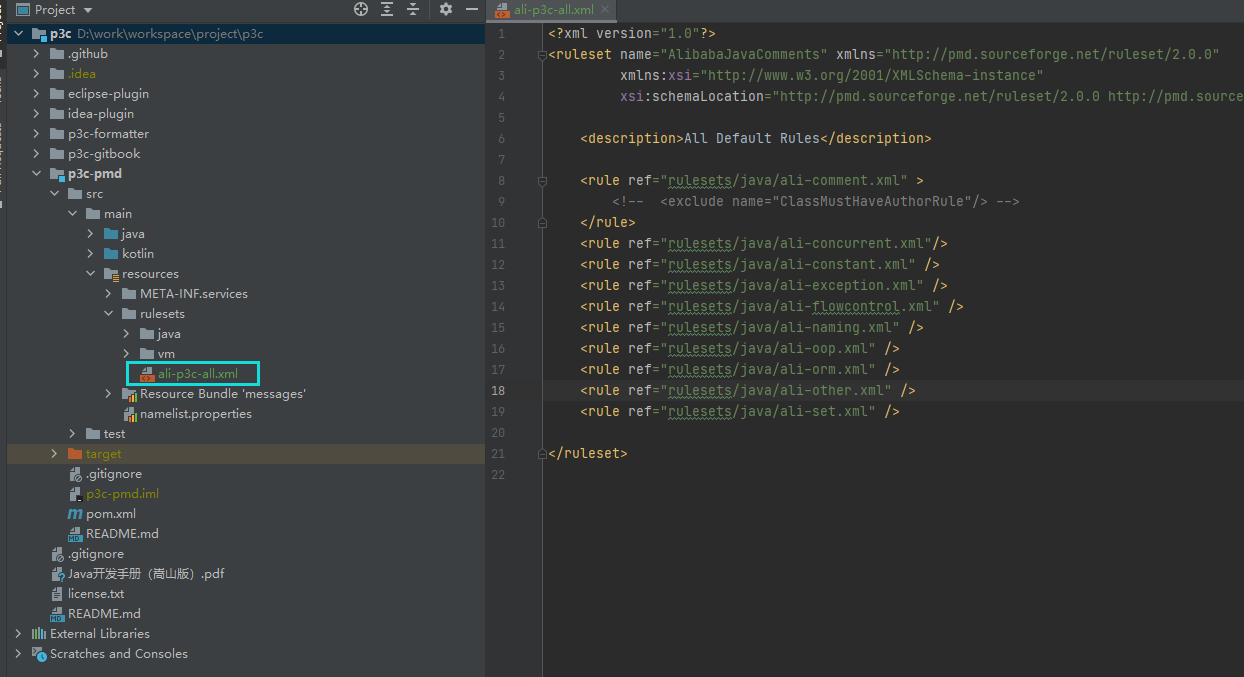 Project
p3c D:\work\workspace\project\p3c
.github
.idea
eclipse-plugin
idea-plugin
p3c-formatter
p3c-gitbook
p3c-pmd
src
main
java
kotlin
resources
META-INF.services
rulesets
java
vm
ali-p3c-all.xml
Resource Bundle 'messages'
namelist.properties
test
target
.gitignore
p3c-pmd.iml
pom.xml
README.md
.gitignore
Java开发手册（嵩山版）.pdf
license.txt
README.md
External Libraries
Scratches and Consoles
ali-p3c-all.xml
1 <?xml version="1.0"?>
2 <ruleset name="AlibabaJavaComments" xmlns="http://pmd.sourceforge.net/ruleset/2.0.0"
3 xmlns:xsi="http://www.w3.org/2001/XMLSchema-instance"
4 xsi:schemaLocation="http://pmd.sourceforge.net/ruleset/2.0.0 http://pmd.source
5
6 <description>All Default Rules</description>
7
8 <rule ref="rulesets/java/ali-comment.xml" >
9 <!--  <exclude name="ClassMustHaveAuthorRule"/> -->
10 </rule>
11 <rule ref="rulesets/java/ali-concurrent.xml"/>
12 <rule ref="rulesets/java/ali-constant.xml" />
13 <rule ref="rulesets/java/ali-exception.xml" />
14 <rule ref="rulesets/java/ali-flowcontrol.xml" />
15 <rule ref="rulesets/java/ali-naming.xml" />
16 <rule ref="rulesets/java/ali-oop.xml" />
17 <rule ref="rulesets/java/ali-orm.xml" />
18 <rule ref="rulesets/java/ali-other.xml" />
19 <rule ref="rulesets/java/ali-set.xml" />
20
21 </ruleset>
22